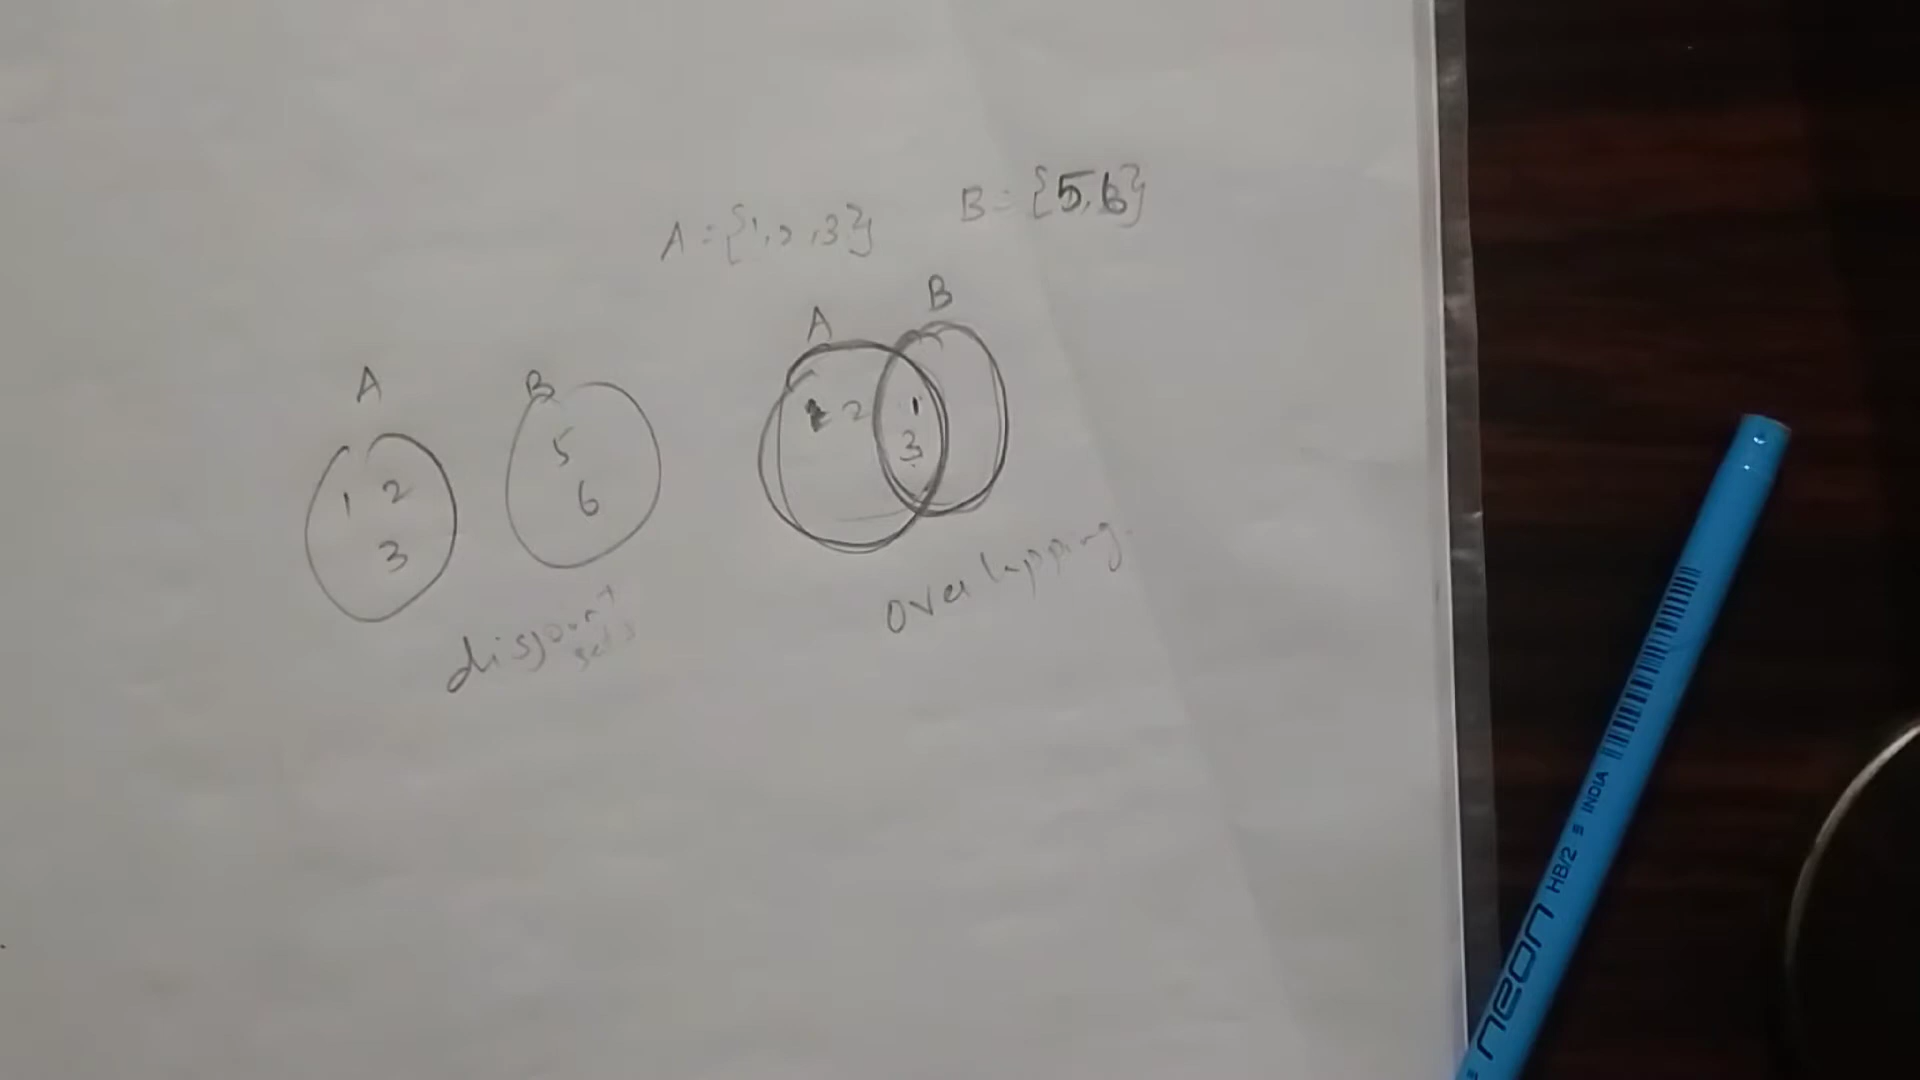 A = {1, 2, 3} B = {5, 6}
A B A B
1 2 5 2 1
3 6 3
disjoint
sets
overlapping.
neon HB/2 s INDIA